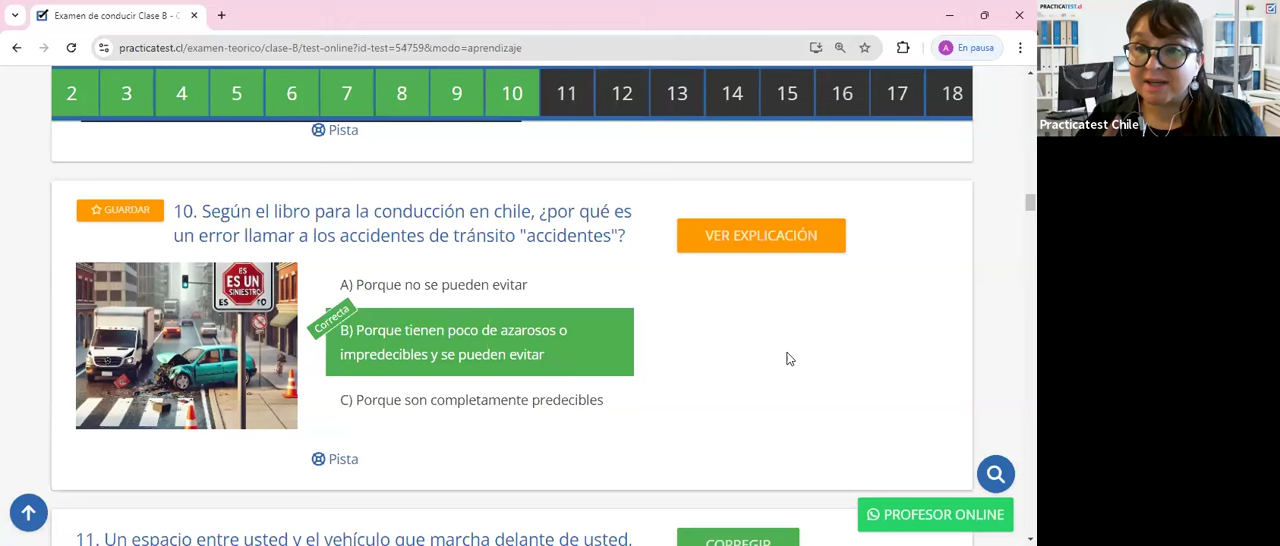 Examen de conducir Clase B - C
practicatest.cl/examen-teorico/clase-B/test-online?id-test=54759&modo=aprendizaje
A En pausa
PRACTICATEST.cl
Practicatest Chile
2 3 4 5 6 7 8 9 10 11 12 13 14 15 16 17 18
Pista
GUARDAR
10. Según el libro para la conducción en chile, ¿por qué es
un error llamar a los accidentes de tránsito "accidentes"?
VER EXPLICACIÓN
ES
ES UN
SINIESTRO
ES TO
A) Porque no se pueden evitar
Correcta
B) Porque tienen poco de azarosos o
impredecibles y se pueden evitar
C) Porque son completamente predecibles
Pista
PROFESOR ONLINE
11. Un espacio entre usted y el vehículo que marcha delante de usted,
CORREGIR